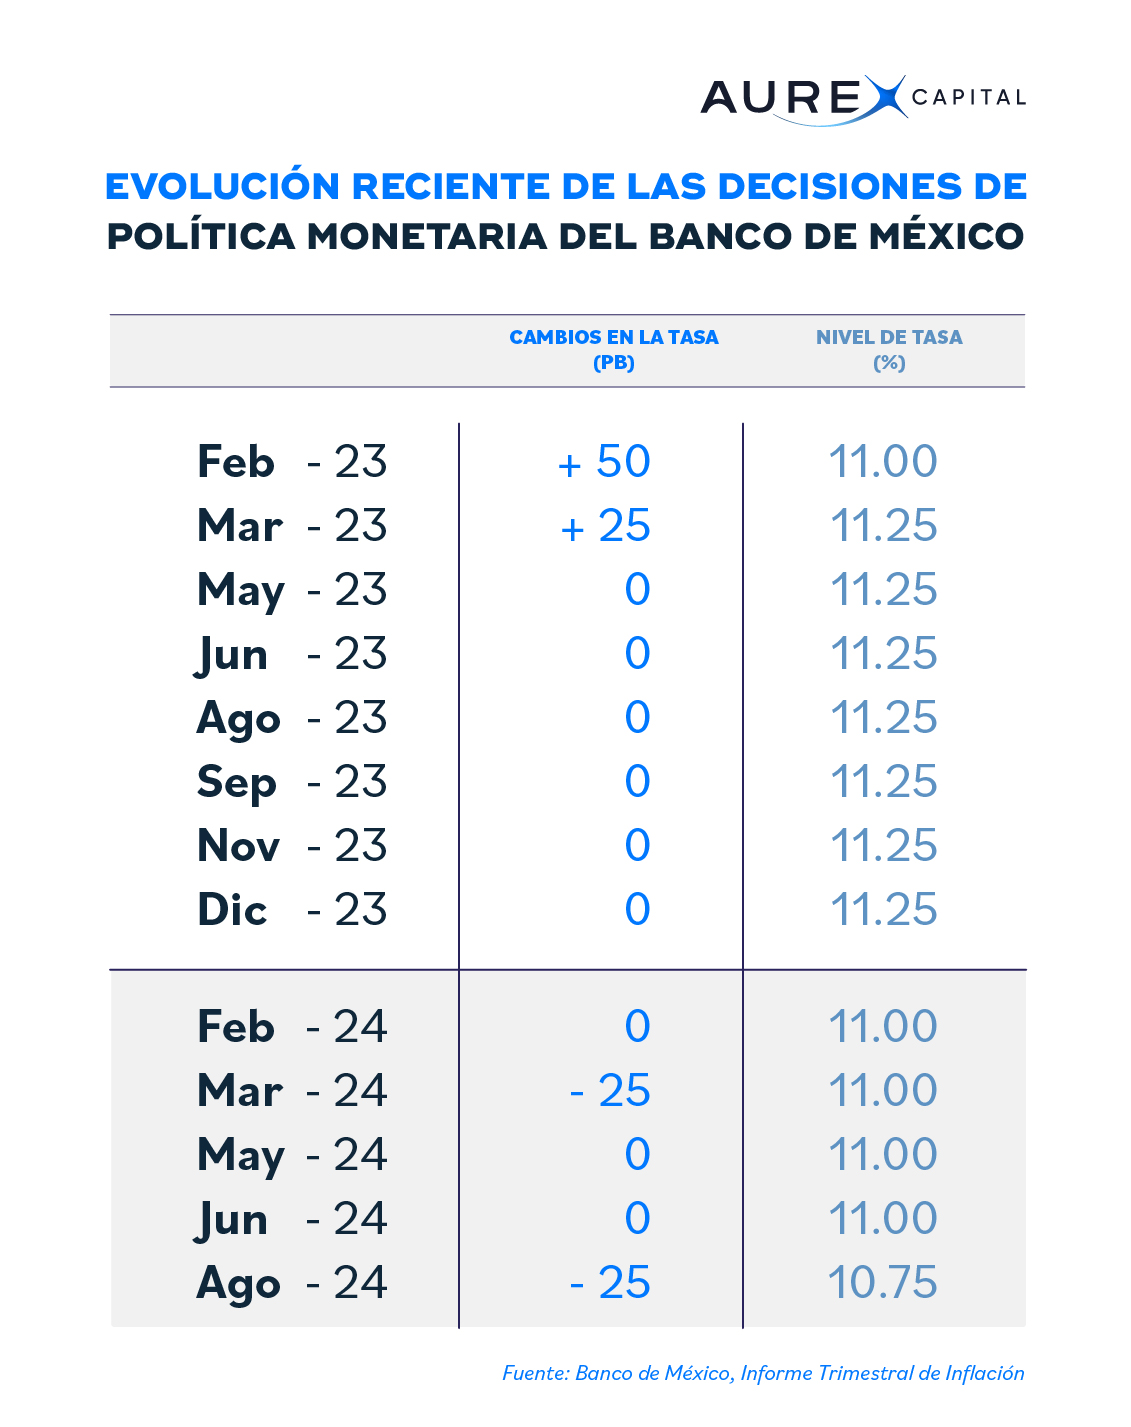 AUREX CAPITAL
EVOLUCIÓN RECIENTE DE LAS DECISIONES DE
POLÍTICA MONETARIA DEL BANCO DE MÉXICO
CAMBIOS EN LA TASA (PB) NIVEL DE TASA (%)
Feb - 23 + 50 11.00
Mar - 23 + 25 11.25
May - 23 0 11.25
Jun - 23 0 11.25
Ago - 23 0 11.25
Sep - 23 0 11.25
Nov - 23 0 11.25
Dic - 23 0 11.25
Feb - 24 0 11.00
Mar - 24 - 25 11.00
May - 24 0 11.00
Jun - 24 0 11.00
Ago - 24 - 25 10.75
Fuente: Banco de México, Informe Trimestral de Inflación